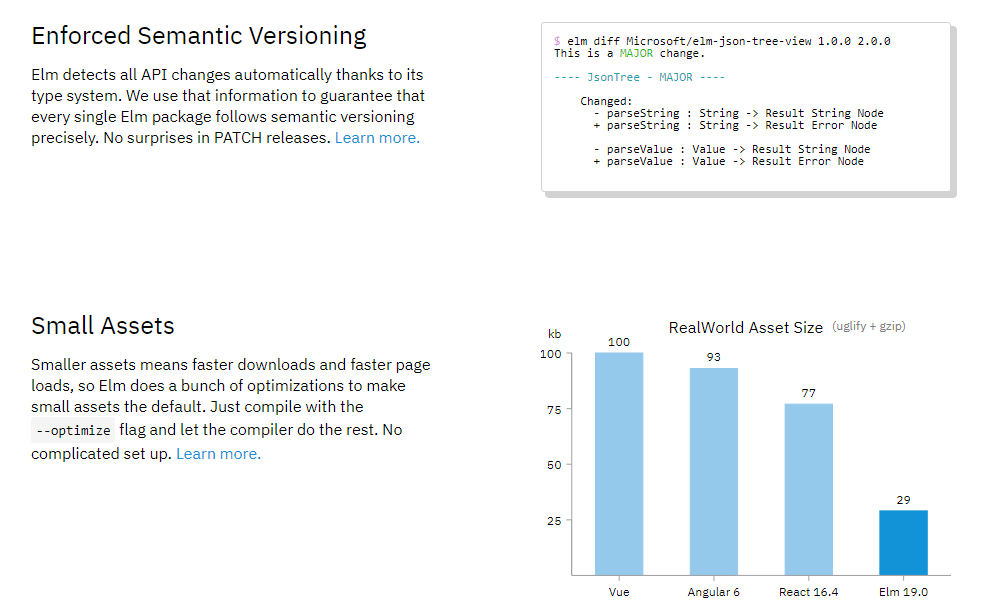 Enforced Semantic Versioning
Elm detects all API changes automatically thanks to its
type system. We use that information to guarantee that
every single Elm package follows semantic versioning
precisely. No surprises in PATCH releases. Learn more.
$ elm diff Microsoft/elm-json-tree-view 1.0.0 2.0.0
This is a MAJOR change.
---- JsonTree - MAJOR ----
Changed:
- parseString : String -> Result String Node
+ parseString : String -> Result Error Node
- parseValue : Value -> Result String Node
+ parseValue : Value -> Result Error Node
Small Assets
Smaller assets means faster downloads and faster page
loads, so Elm does a bunch of optimizations to make
small assets the default. Just compile with the
--optimize flag and let the compiler do the rest. No
complicated set up. Learn more.
RealWorld Asset Size (uglify + gzip)
kb
100
75
50
25
100
93
77
29
Vue
Angular 6
React 16.4
Elm 19.0